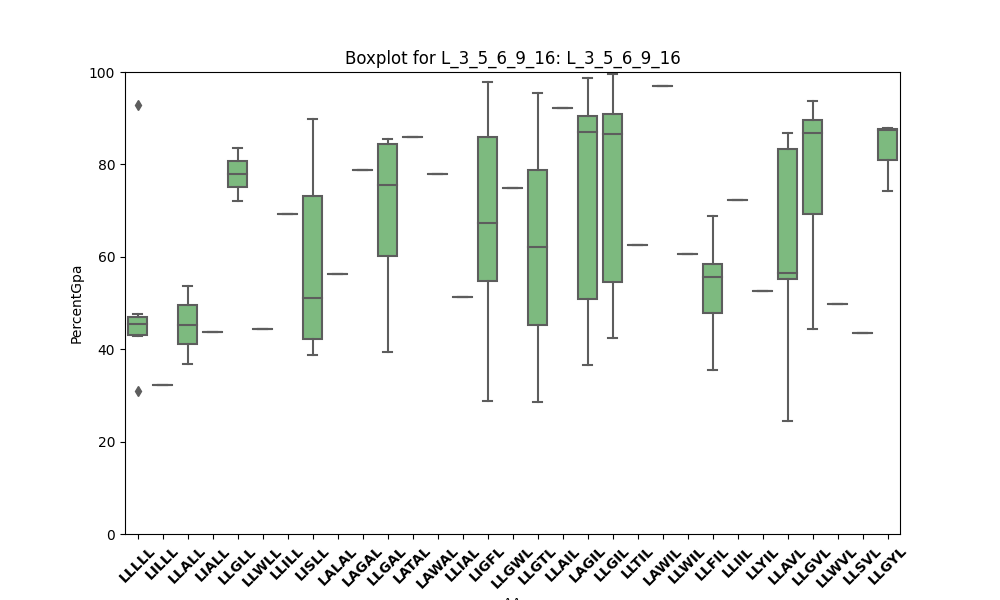 Boxplot for L_3_5_6_9_16: L_3_5_6_9_16
PercentGpa
100
80
60
40
20
0
LLLLL LILLL LLALL LIALL LLGLL LLWLL LLILL LISLL LALAL LAGAL LLGAL LATAL LAWAL LLIAL LIGFL LLGWL LLGTL LLAIL LAGIL LLGIL LLTIL LAWIL LLWIL LLFIL LLIIL LLYIL LLAVL LLGVL LLWVL LLSVL LLGYL